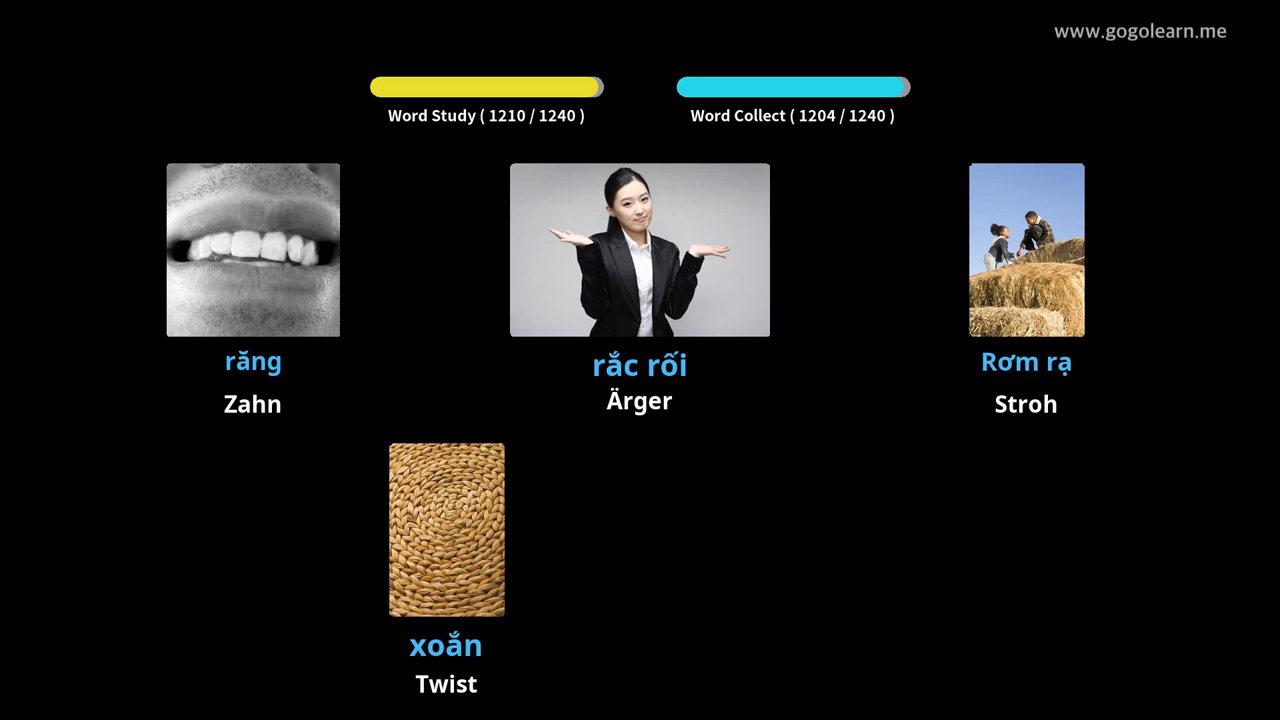 www.gogolearn.me
Word Study ( 1210 / 1240 )
Word Collect ( 1204 / 1240 )
răng
rắc rối
Rơm rạ
Zahn
Ärger
Stroh
xoắn
Twist